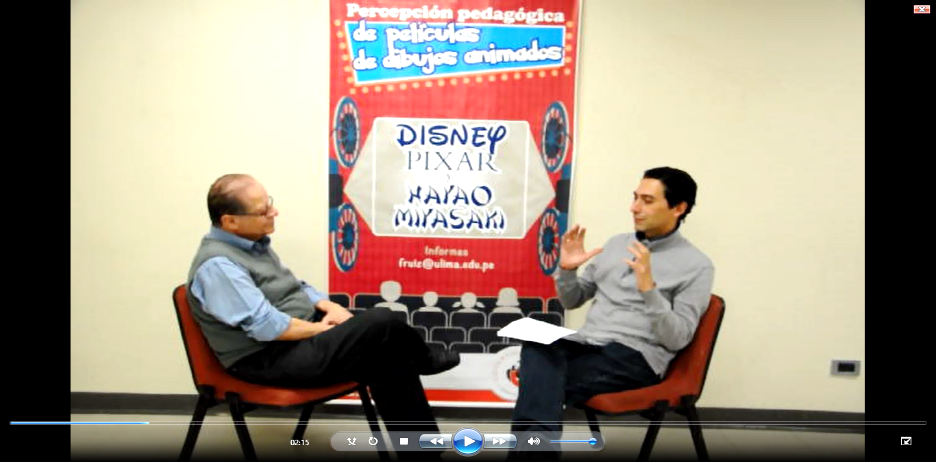 Percepción pedagógica
de películas
de dibujos animados
DISNEY
PIXAR
y
HAYAO
MIYASAKI
Informes
fruiz@ulima.edu.pe
02:15